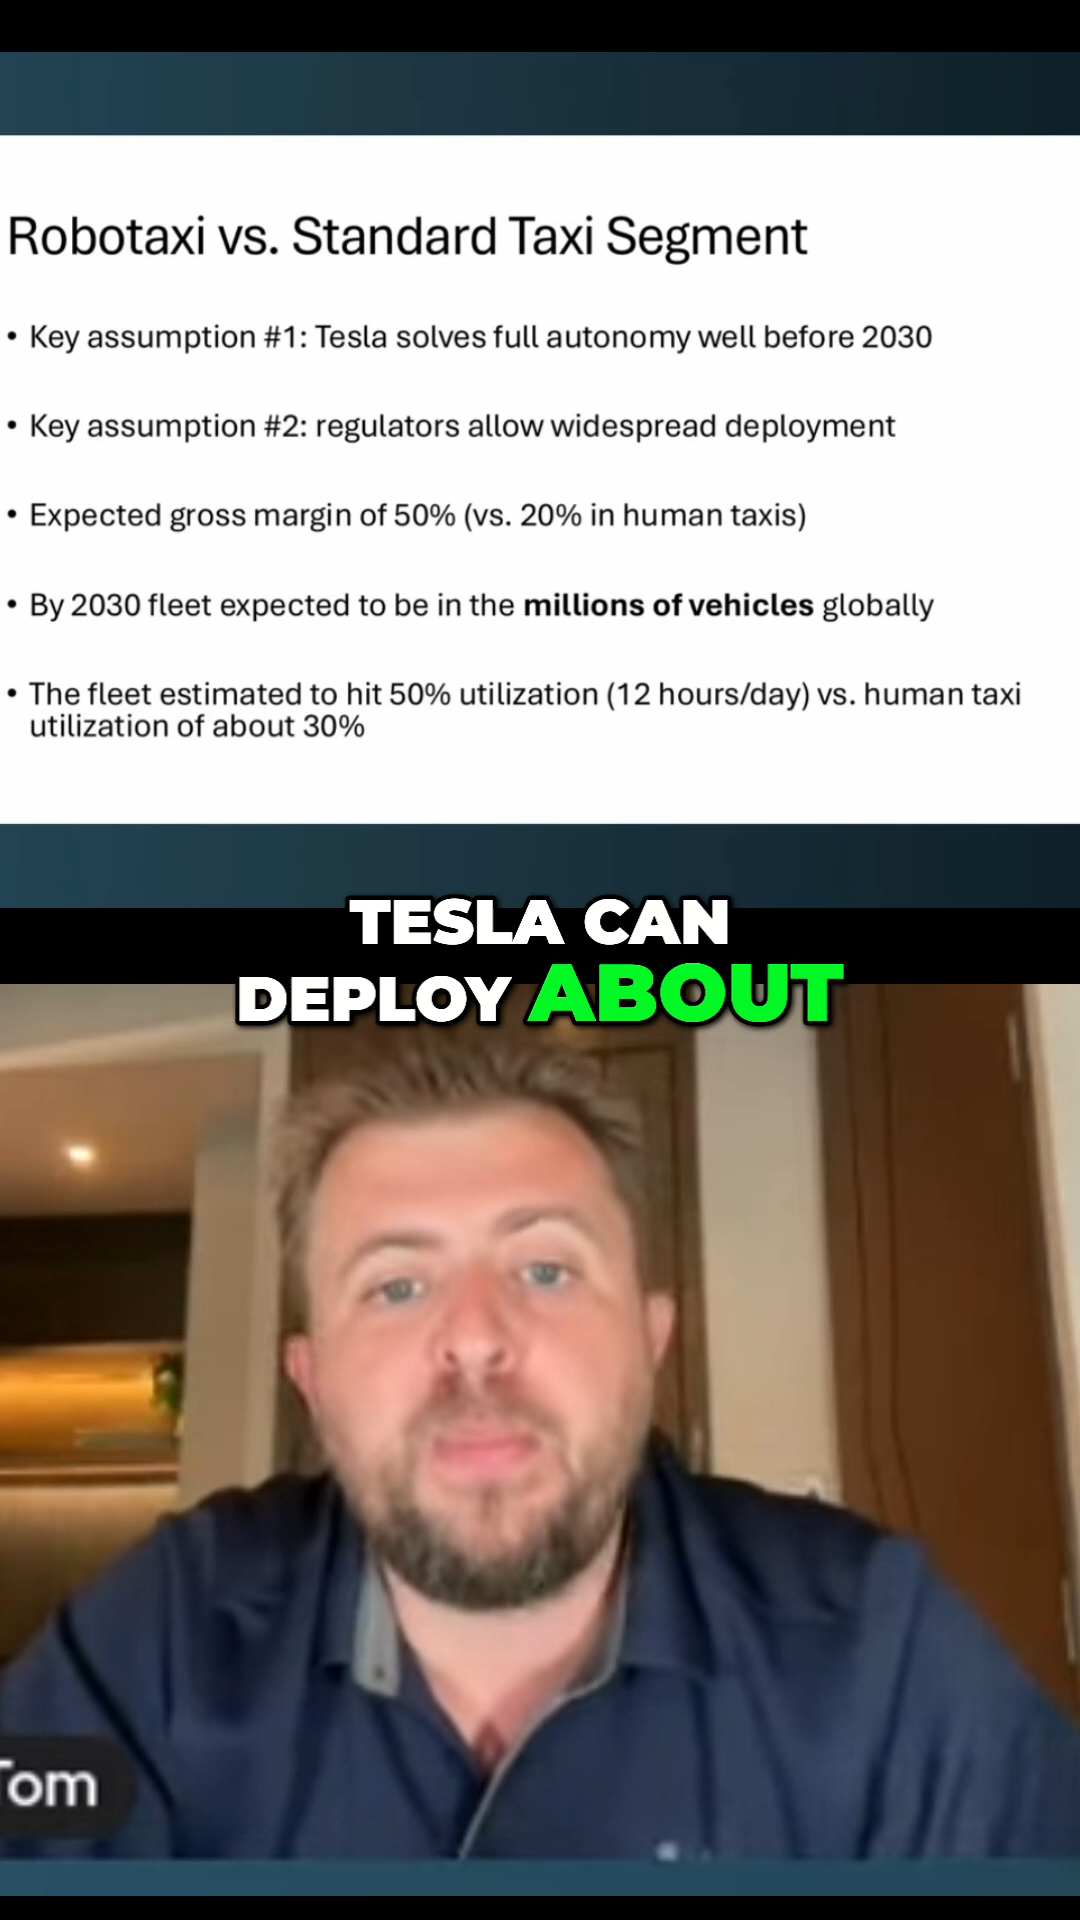 Robotaxi vs. Standard Taxi Segment
• Key assumption #1: Tesla solves full autonomy well before 2030
• Key assumption #2: regulators allow widespread deployment
• Expected gross margin of 50% (vs. 20% in human taxis)
• By 2030 fleet expected to be in the millions of vehicles globally
• The fleet estimated to hit 50% utilization (12 hours/day) vs. human taxi
utilization of about 30%
TESLA CAN
DEPLOY ABOUT
Tom